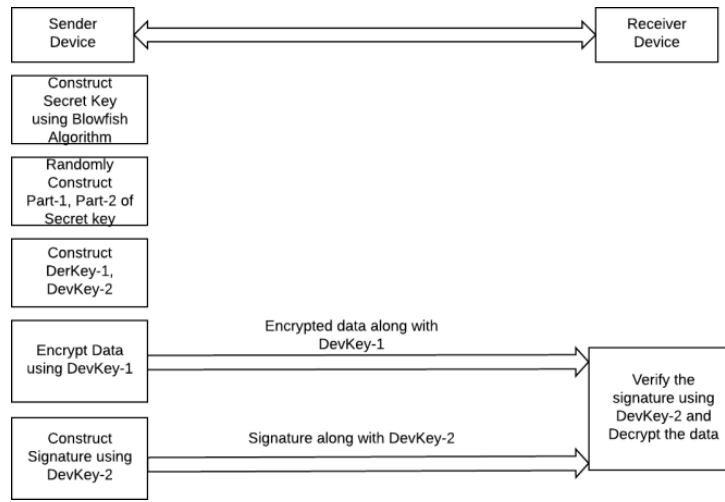 Sender
Device
Receiver
Device
Construct
Secret Key
using Blowfish
Algorithm
Randomly
Construct
Part-1, Part-2 of
Secret key
Construct
DerKey-1,
DevKey-2
Encrypt Data
using DevKey-1
Encrypted data along with
DevKey-1
Verify the
signature using
DevKey-2 and
Decrypt the data
Construct
Signature using
DevKey-2
Signature along with DevKey-2